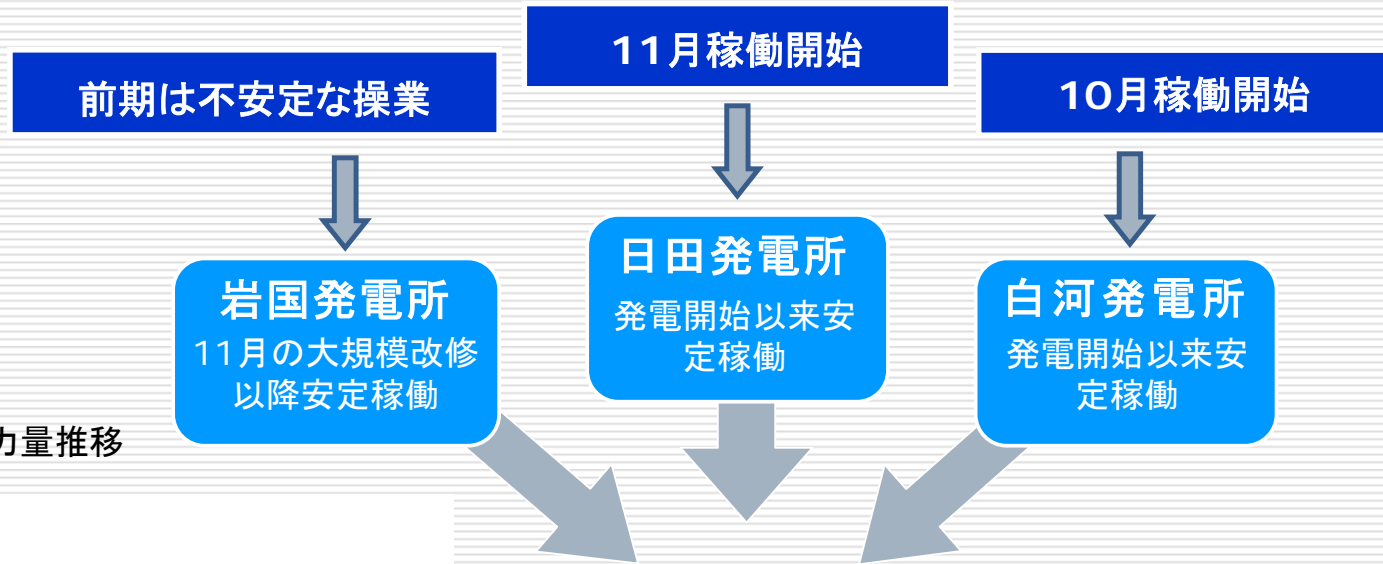 前期は不安定な操業
11月稼働開始
10月稼働開始
岩国発電所
11月の大規模改修
以降安定稼働
日田発電所
発電開始以来安
定稼働
白河発電所
発電開始以来安
定稼働
力量推移